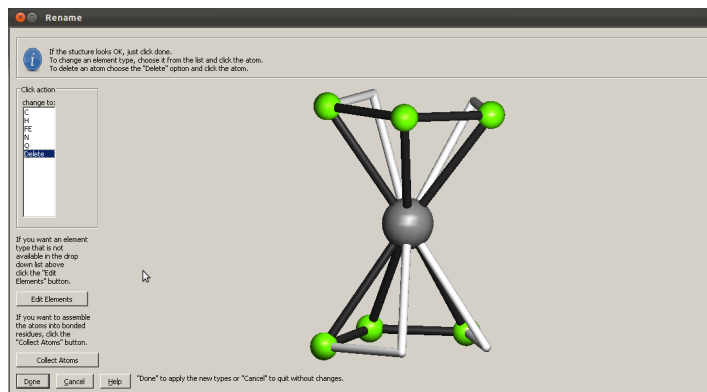 Rename
If the stucture looks OK, just click done.
To change an element type, choose it from the list and click the atom.
To delete an atom choose the "Delete" option and click the atom.
Click action
change to:
C
H
FE
N
O
Delete
If you want an element
type that is not
available in the drop
down list above
click the "Edit
Elements" button.
Edit Elements
If you want to assemble
the atoms into bonded
residues, click the
"Collect Atoms" button.
Collect Atoms
Done Cancel Help "Done" to apply the new types or "Cancel" to quit without changes.